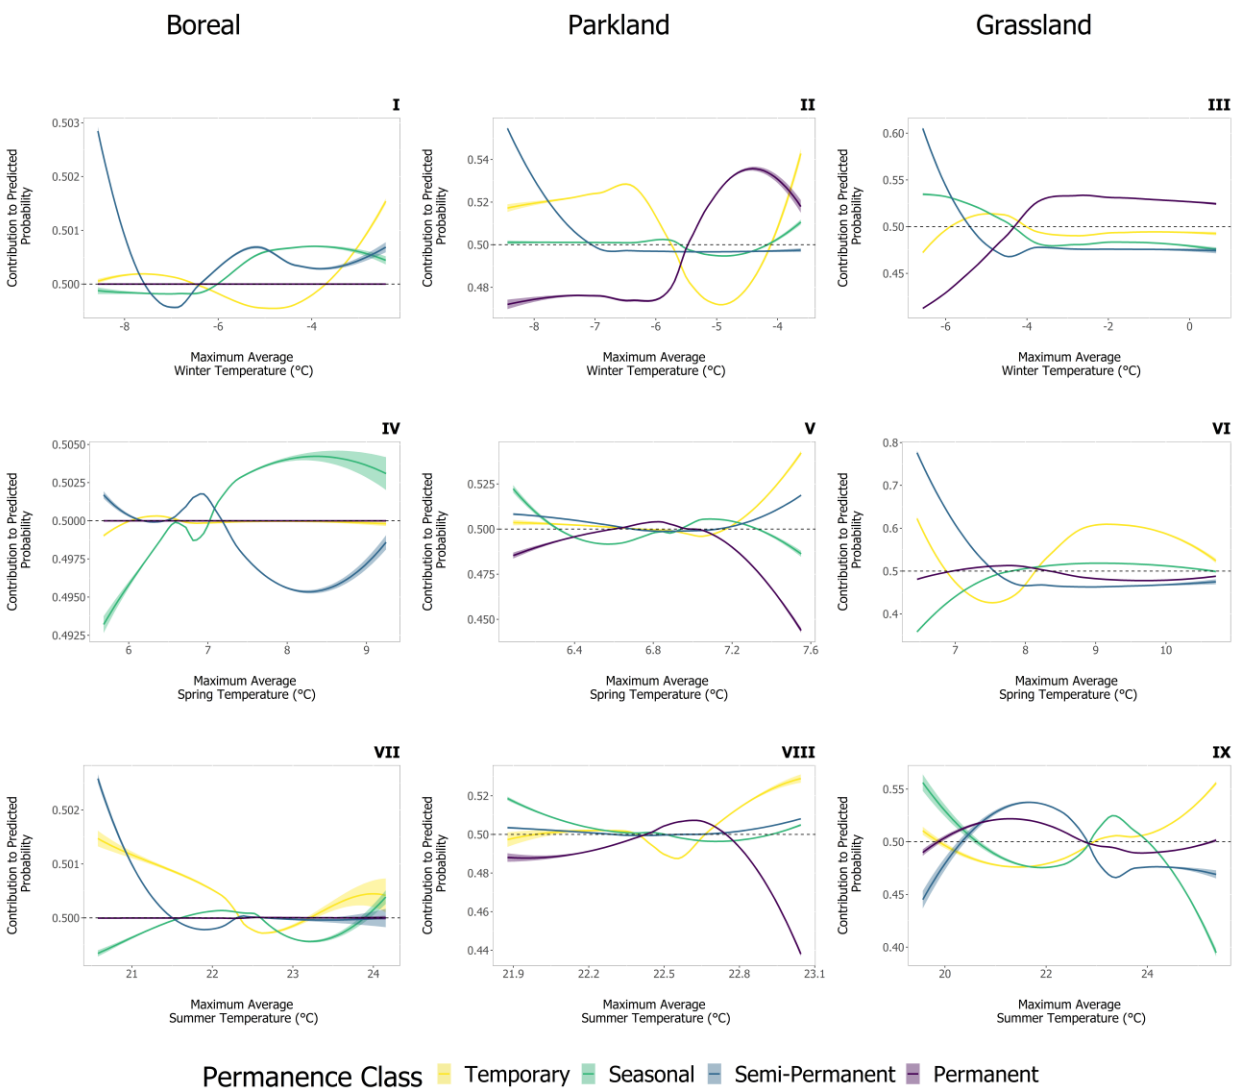 Boreal
Parkland
Grassland
I
Contribution to Predicted
Probability
0.503
0.502
0.501
0.500
-8
-6
-4
Maximum Average
Winter Temperature (°C)
II
Contribution to Predicted
Probability
0.54
0.52
0.50
0.48
-8
-7
-6
-5
-4
Maximum Average
Winter Temperature (°C)
III
Contribution to Predicted
Probability
0.60
0.55
0.50
0.45
-6
-4
-2
0
Maximum Average
Winter Temperature (°C)
IV
Contribution to Predicted
Probability
0.5050
0.5025
0.5000
0.4975
0.4950
0.4925
6
7
8
9
Maximum Average
Spring Temperature (°C)
V
Contribution to Predicted
Probability
0.525
0.500
0.475
0.450
6.4
6.8
7.2
7.6
Maximum Average
Spring Temperature (°C)
VI
Contribution to Predicted
Probability
0.8
0.7
0.6
0.5
0.4
7
8
9
10
Maximum Average
Spring Temperature (°C)
VII
Contribution to Predicted
Probability
0.502
0.501
0.500
21
22
23
24
Maximum Average
Summer Temperature (°C)
VIII
Contribution to Predicted
Probability
0.52
0.50
0.48
0.46
0.44
21.9
22.2
22.5
22.8
23.1
Maximum Average
Summer Temperature (°C)
IX
Contribution to Predicted
Probability
0.55
0.50
0.45
0.40
20
22
24
Maximum Average
Summer Temperature (°C)
Permanence Class Temporary Seasonal Semi-Permanent Permanent